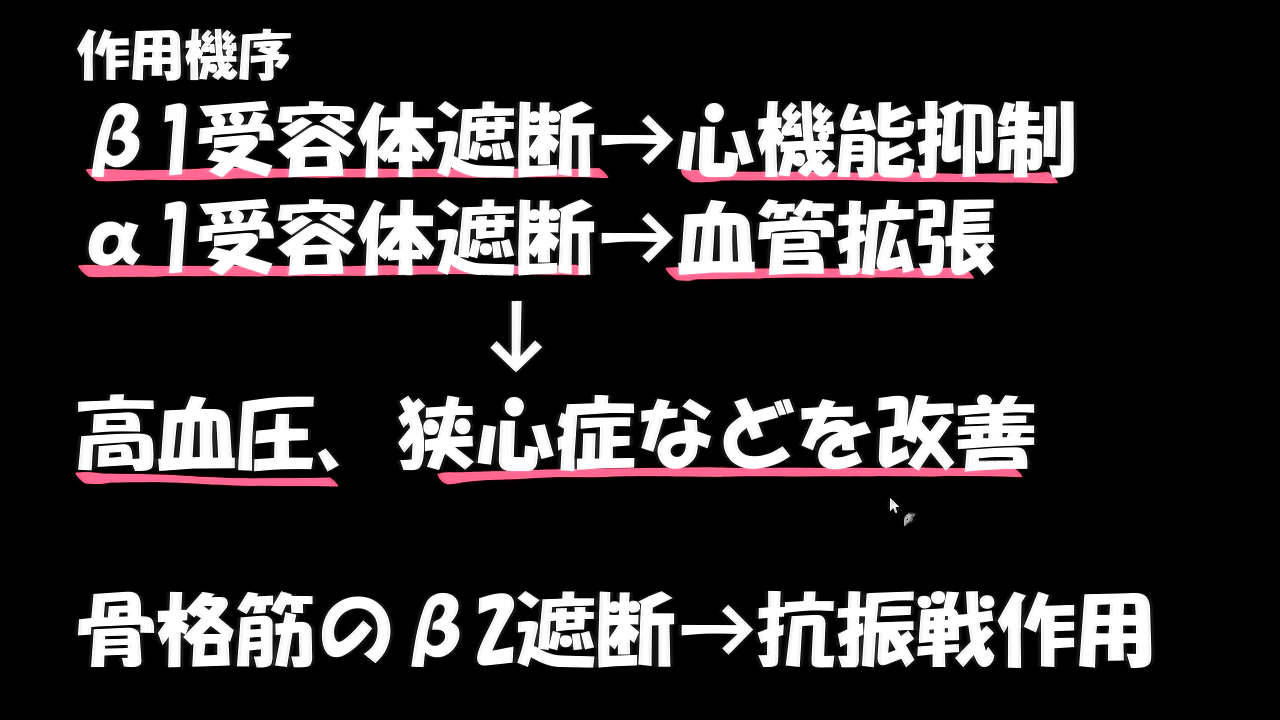 作用機序
β1受容体遮断→心機能抑制
α1受容体遮断→血管拡張
↓
高血圧、狭心症などを改善
骨格筋のβ2遮断→抗振戦作用